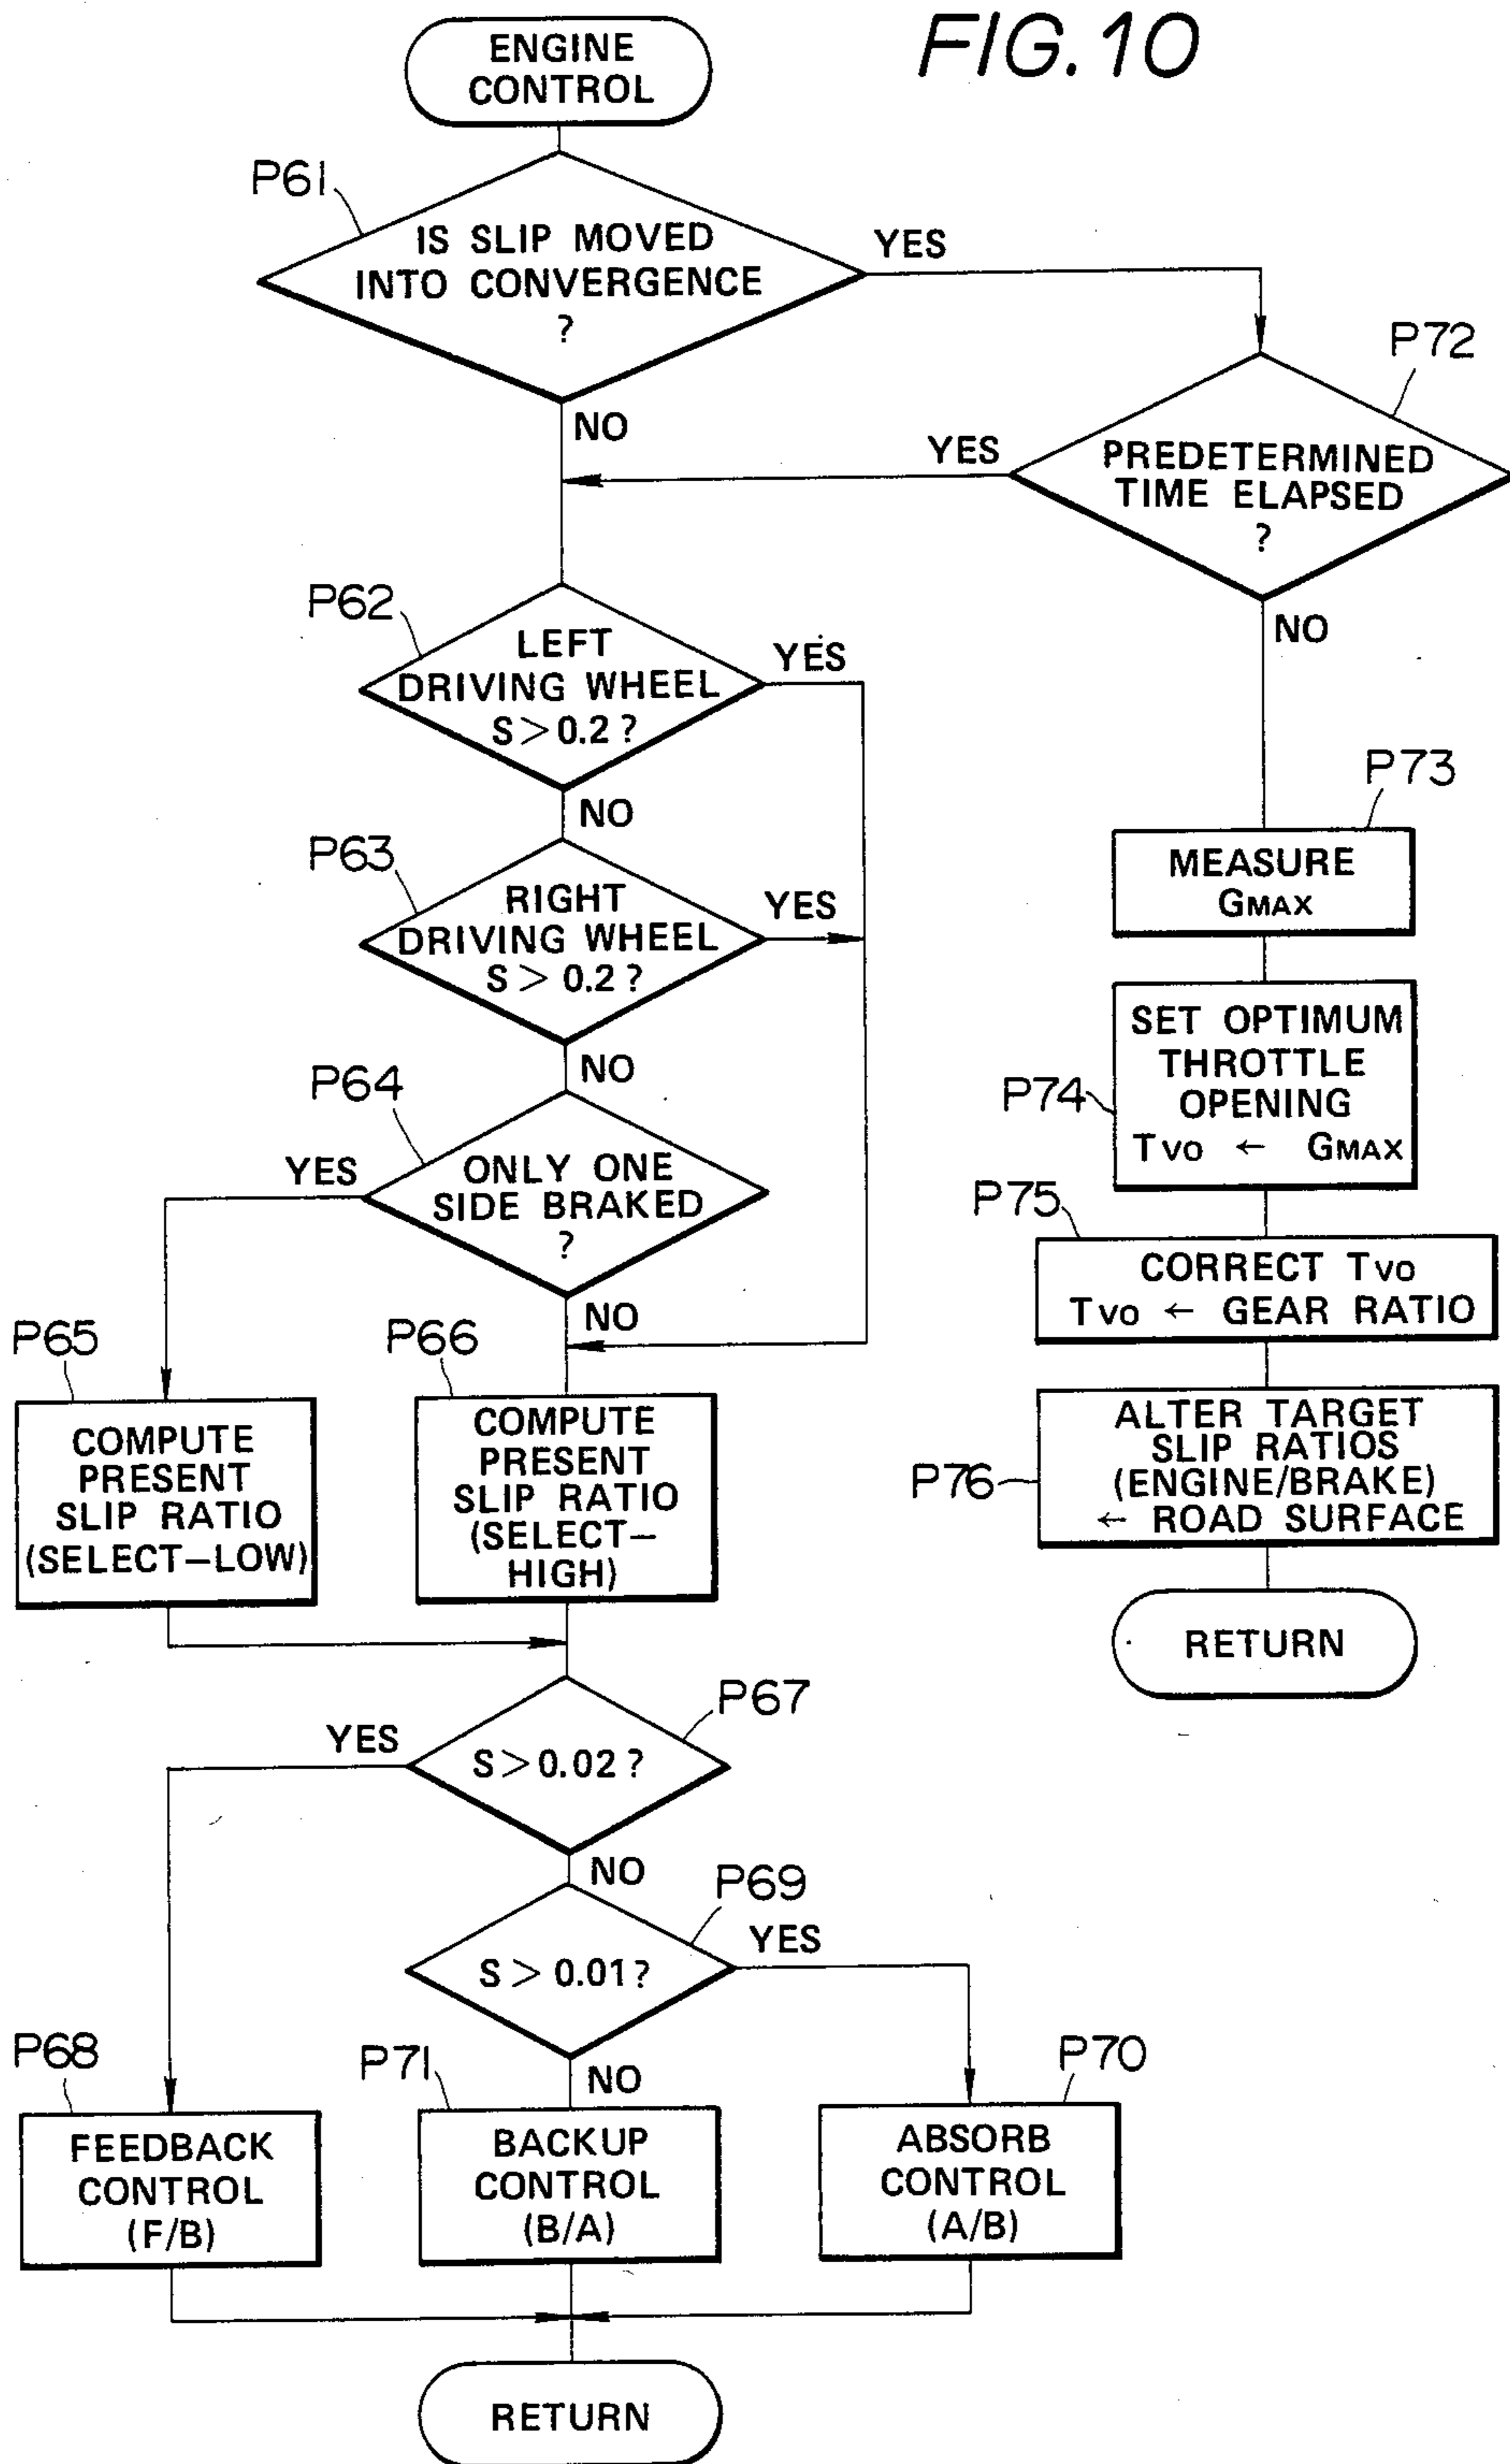 FIG. 10
ENGINE
CONTROL
P61
IS SLIP MOVED
INTO CONVERGENCE
?
YES
NO
P72
PREDETERMINED
TIME ELAPSED
?
YES
NO
P62
LEFT
DRIVING WHEEL
S > 0.2 ?
YES
NO
P63
RIGHT
DRIVING WHEEL
S > 0.2 ?
YES
NO
P64
ONLY ONE
SIDE BRAKED
?
YES
NO
P65
COMPUTE
PRESENT
SLIP RATIO
(SELECT-LOW)
P66
COMPUTE
PRESENT
SLIP RATIO
(SELECT-
HIGH)
P67
S > 0.02 ?
YES
NO
P69
S > 0.01 ?
YES
NO
P68
FEEDBACK
CONTROL
(F/B)
P71
BACKUP
CONTROL
(B/A)
P70
ABSORB
CONTROL
(A/B)
RETURN
P73
MEASURE
GMAX
P74
SET OPTIMUM
THROTTLE
OPENING
TVO ← GMAX
P75
CORRECT TVO
TVO ← GEAR RATIO
P76
ALTER TARGET
SLIP RATIOS
(ENGINE/BRAKE)
← ROAD SURFACE
RETURN